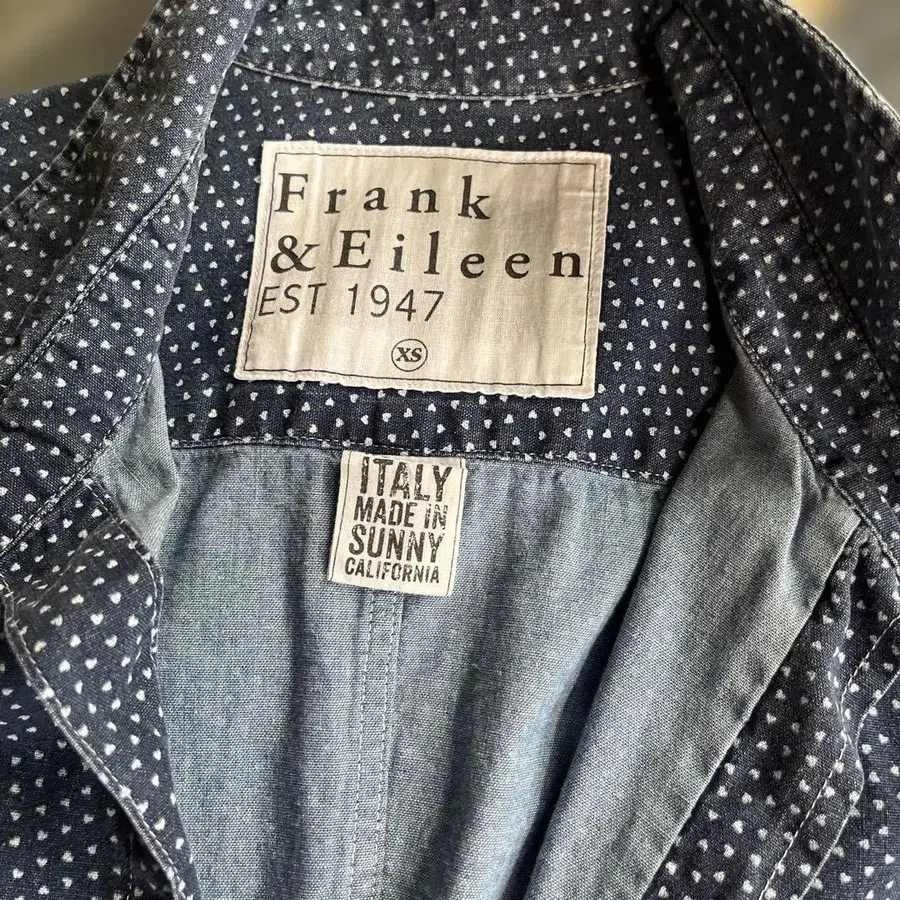 Frank
& Eileen
EST 1947
XS
ITALY
MADE IN
SUNNY
CALIFORNIA